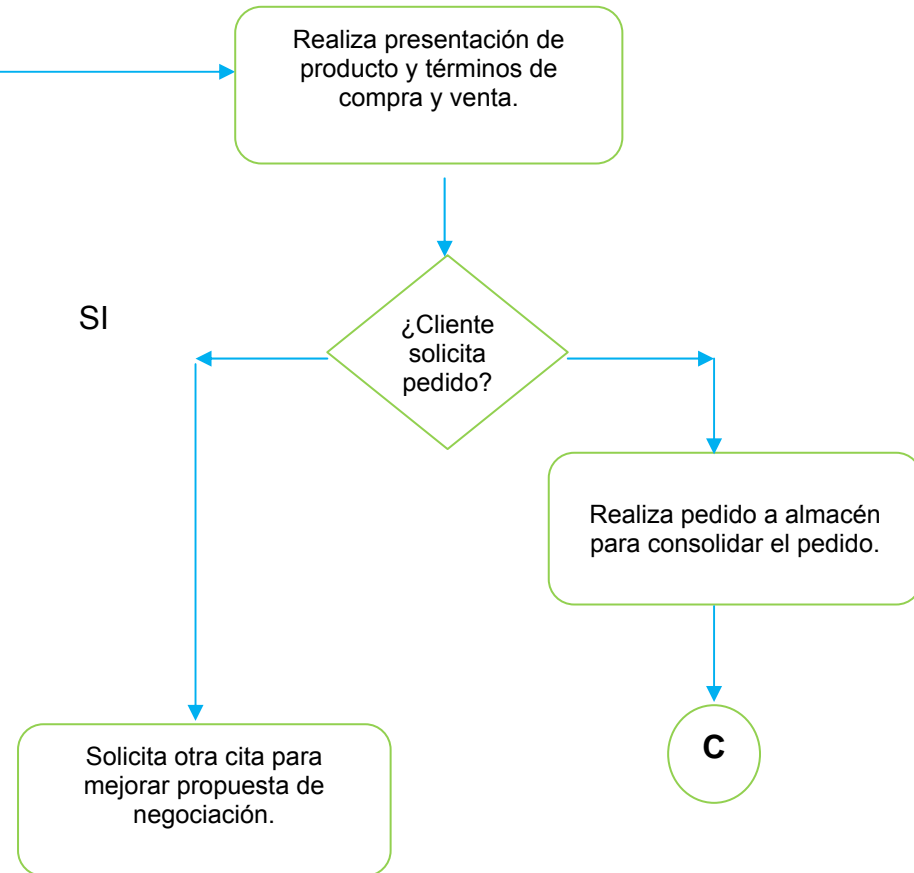 Realiza presentación de
producto y términos de
compra y venta.
SI
¿Cliente
solicita
pedido?
Realiza pedido a almacén
para consolidar el pedido.
C
Solicita otra cita para
mejorar propuesta de
negociación.